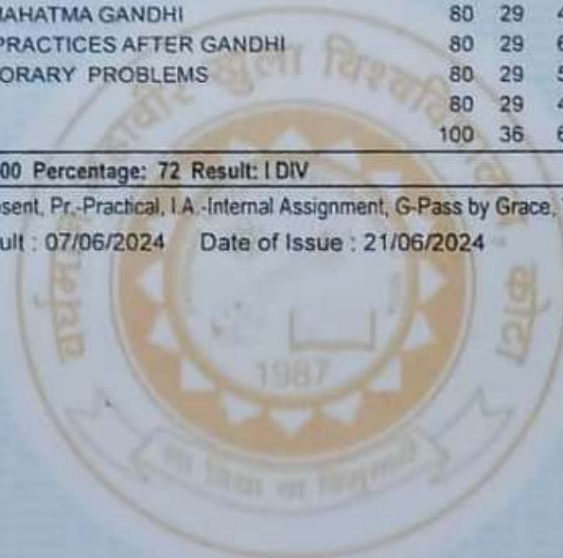 MAHATMA GANDHI 80 29
PRACTICES AFTER GANDHI 80 29
ORARY PROBLEMS 80 29
80 29
100 36
00 Percentage: 72 Result: I DIV
sent, Pr.-Practical, I.A.-Internal Assignment, G-Pass by Grace,
ult : 07/06/2024 Date of Issue : 21/06/2024
खुला
कोटा
1987
सा विद्या या विमुक्तये